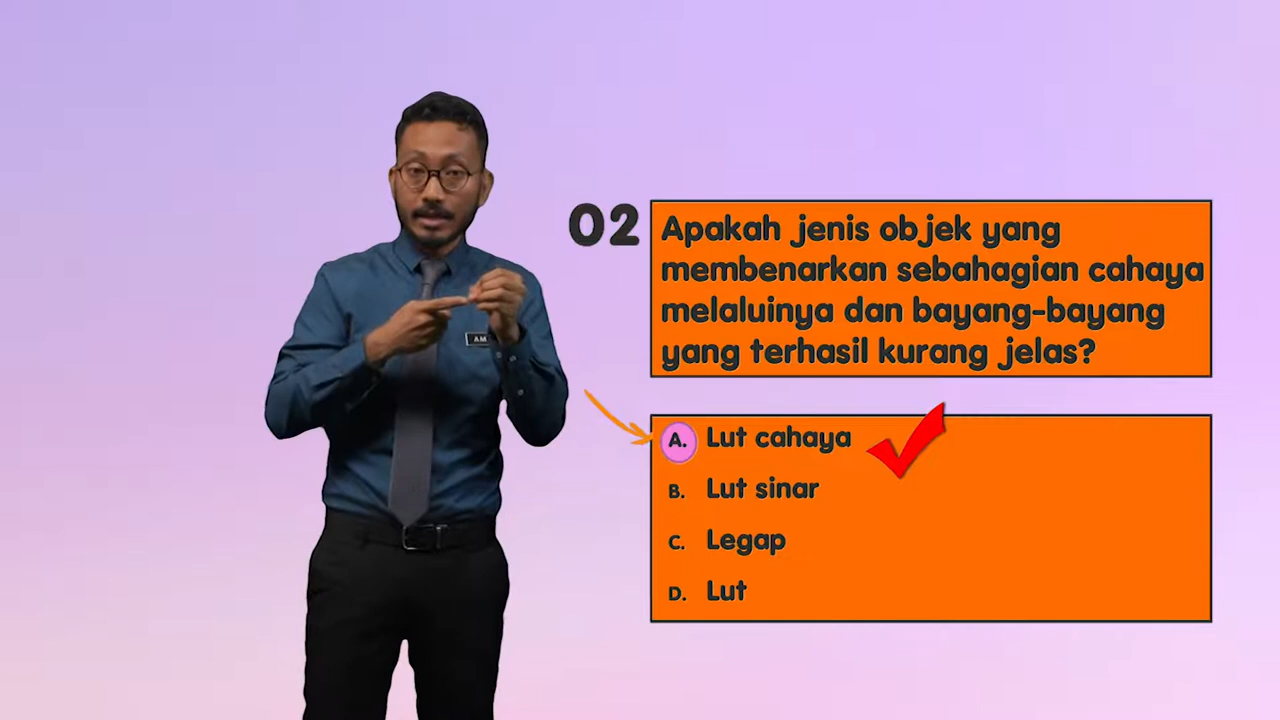 02
Apakah jenis objek yang
membenarkan sebahagian cahaya
melaluinya dan bayang-bayang
yang terhasil kurang jelas?
A. Lut cahaya
B. Lut sinar
C. Legap
D. Lut
AM